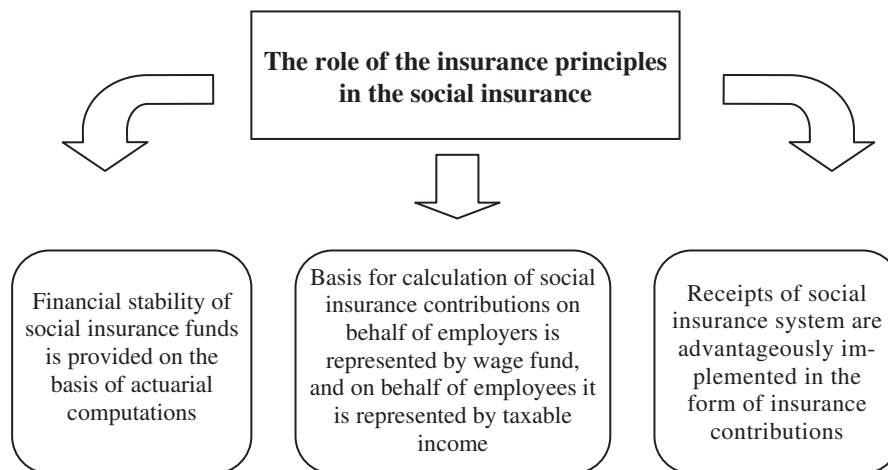 The role of the insurance principles
in the social insurance
Financial stability of
social insurance funds
is provided on the
basis of actuarial
computations
Basis for calculation of social
insurance contributions on
behalf of employers is
represented by wage fund,
and on behalf of employees it
is represented by taxable
income
Receipts of social
insurance system are
advantageously im-
plemented in the
form of insurance
contributions